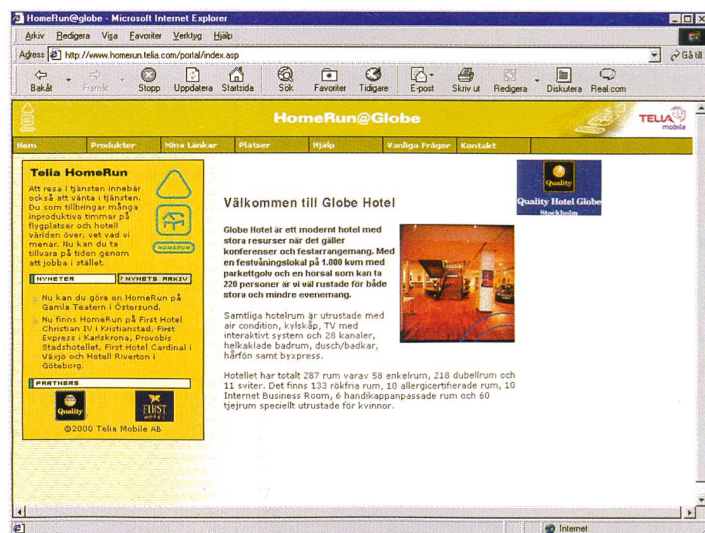 HomeRun@globe - Microsoft Internet Explorer
Arkiv Redigera Visa Favoriter Verktyg Hjälp
Adress http://www.homerun.telia.com/portal/index.asp Gå till
Bakåt Framåt Stopp Uppdatera Startsida Sök Favoriter Tidigare E-post Skriv ut Redigera Diskutera Real.com
HomeRun@Globe
TELIA
mobile
Hem Produkter Mina Länkar Platser Hjälp Vanliga Frågor Kontakt
Telia HomeRun
Att resa i tjänsten innebär
också att vänta i tjänsten.
Du som tillbringar många
inproduktiva timmar på
flygplatser och hotell
världen över, vet vad vi
menar. Nu kan du ta
tillvara på tiden genom
att jobba i stället.
HOMERUN
NYHETER NYHETS ARKIV
Nu kan du göra en HomeRun på
Gamla Teatern i Östersund.
Nu finns HomeRun på First Hotel
Christian IV i Kristianstad, First
Express i Karlskrona, Provobis
Stadshotellet, First Hotel Cardinal i
Växjö och Hotell Riverton i
Göteborg.
PARTNERS
Quality
FIRST
HOTELS
©2000 Telia Mobile AB
Quality
Quality Hotel Globe
Stockholm
Välkommen till Globe Hotel
Globe Hotel är ett modernt hotel med
stora resurser när det gäller
konferenser och festarrangemang. Med
en festvåningslokal på 1.000 kvm med
parkettgolv och en horsal som kan ta
220 personer är vi väl rustade för både
stora och mindre evenemang.
Samtliga hotelrum är utrustade med
air condition, kylskåp, TV med
interaktivt system och 28 kanaler,
helkaklade badrum, dusch/badkar,
hårfön samt byxpress.
Hotellet har totalt 287 rum varav 58 enkelrum, 218 dubellrum och
11 sviter. Det finns 133 rökfria rum, 10 allergicertifierade rum, 10
Internet Business Room, 6 handikappanpassade rum och 60
tjejrum speciellt utrustade för kvinnor.
Internet